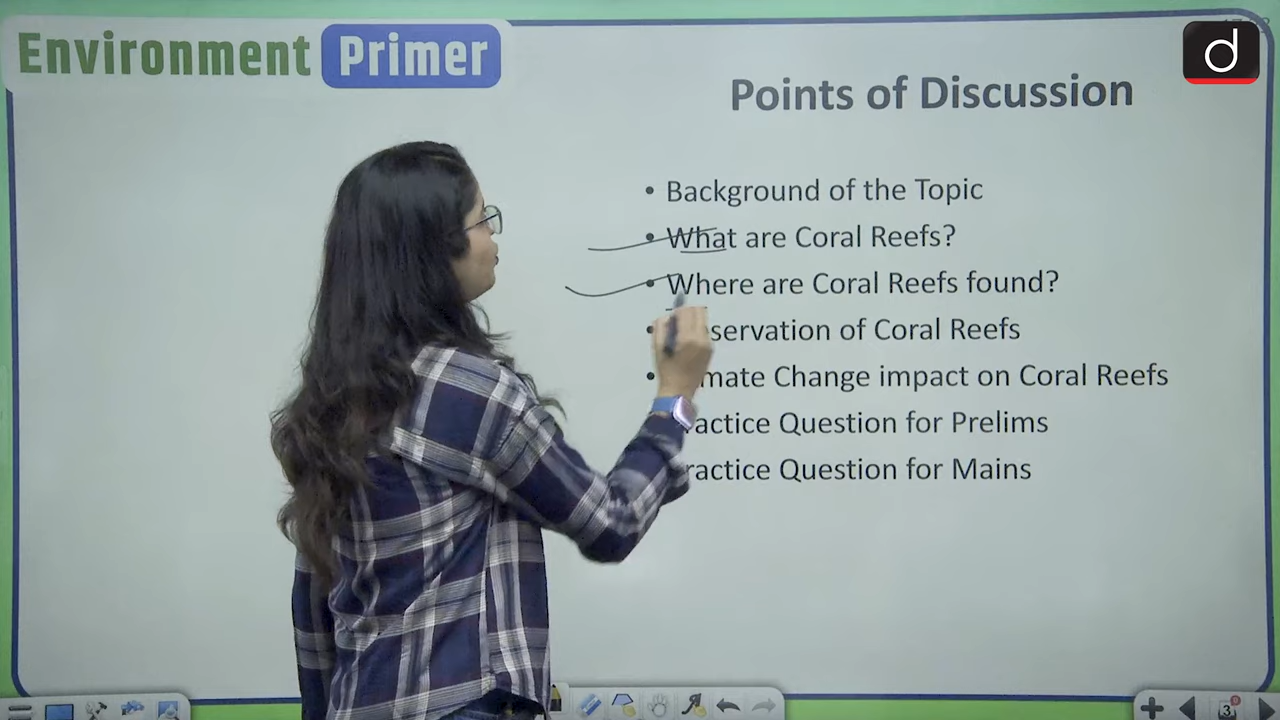 Environment Primer
d
Points of Discussion
• Background of the Topic
• What are Coral Reefs?
• Where are Coral Reefs found?
• of Coral Reefs
• Change impact on Coral Reefs
Question for Prelims
Question for Mains
3